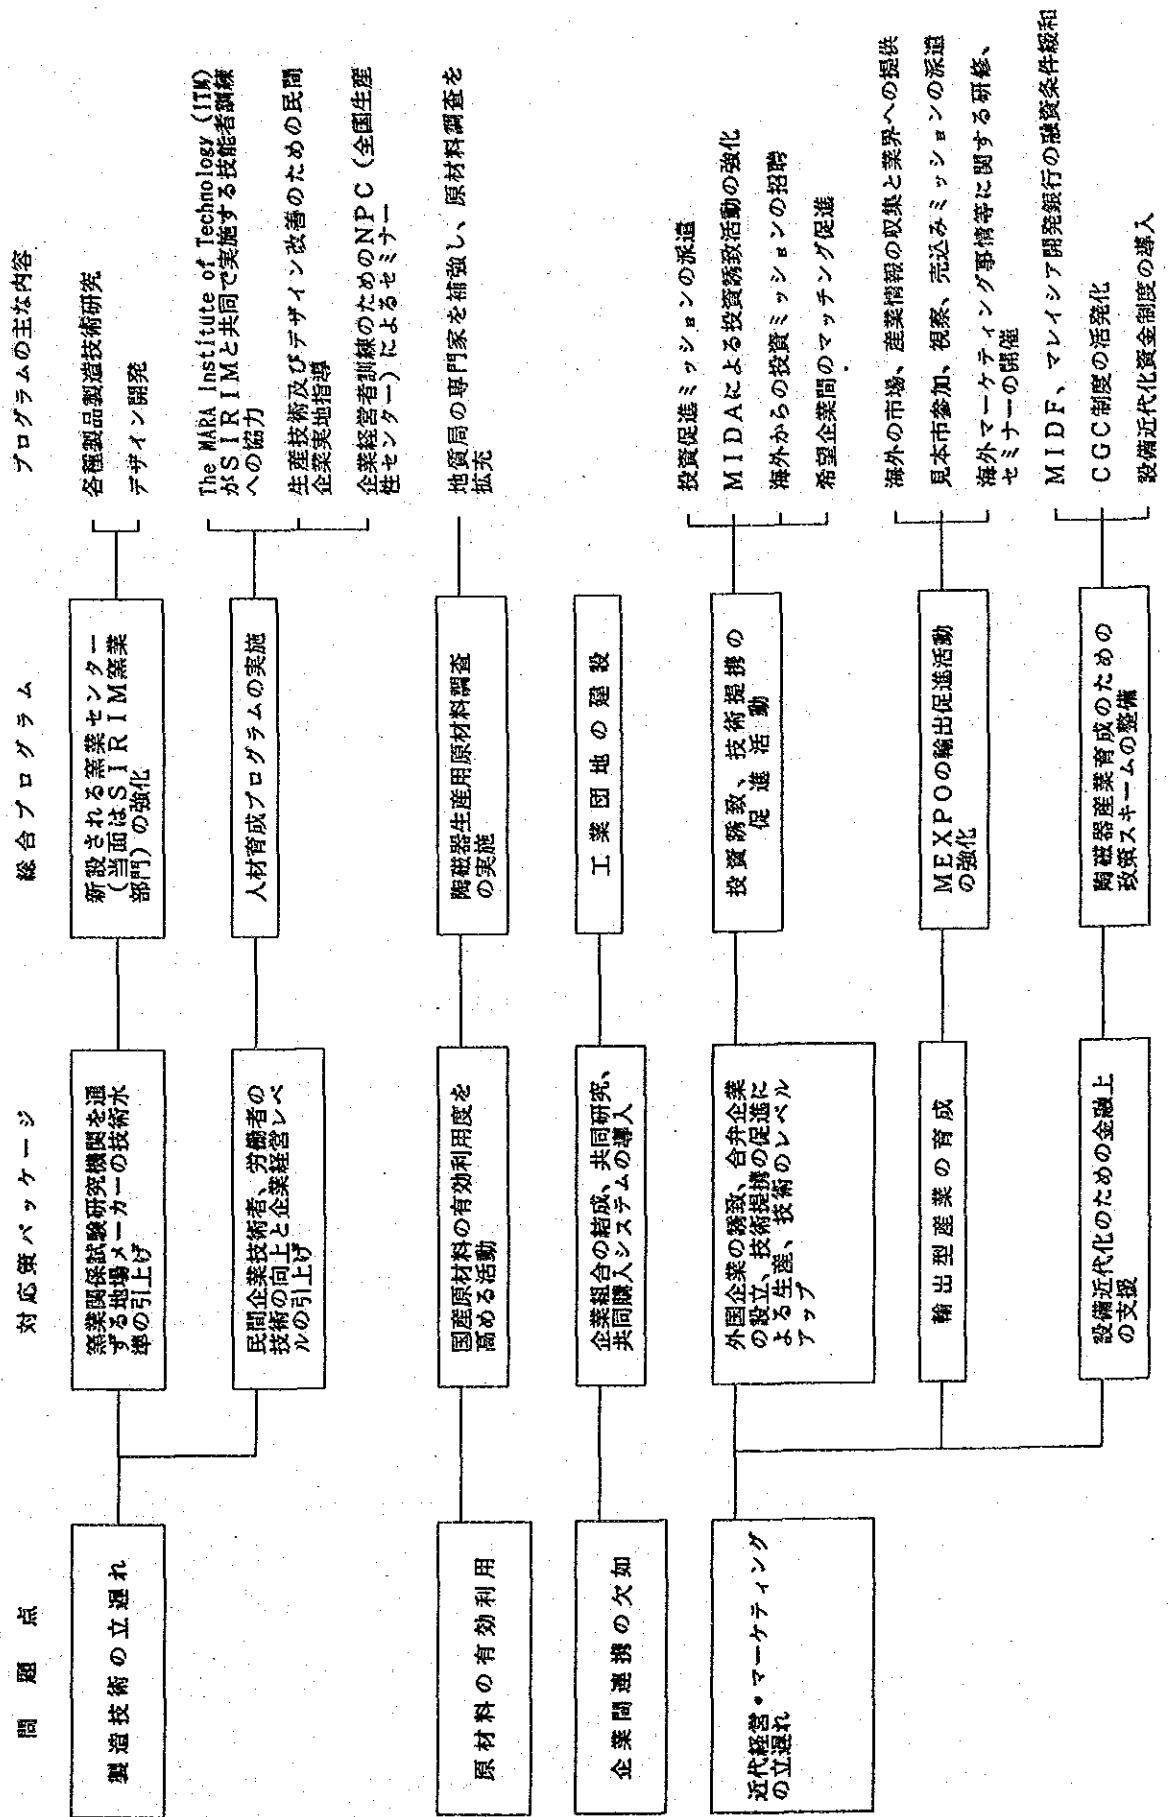 問題点
対応策パッケージ
総合プログラム
プログラムの主な内容
製造技術の立遅れ
窯業関係試験研究機関を通
ずる地場メーカーの技術水
準の引上げ
新設される窯業センター
(当面はSIRIM窯業
部門)の強化
各種製品製造技術研究
デザイン開発
民間企業技術者、労働者の
技術の向上と企業経営レベ
ルの引上げ
人材育成プログラムの実施
The MARA Institute of Technology (ITM)
がSIRIMと共同で実施する技能者訓練
への協力
生産技術及びデザイン改善のための民間
企業実地指導
企業経営者訓練のためのNPC(全国生産
性センター)によるセミナー
原材料の有効利用
国産原材料の有効利用度を
高める活動
陶磁器生産用原材料調査
の実施
地質局の専門家を補強し、原材料調査を
拡充
企業間連携の欠如
企業組合の結成、共同研究、
共同購入システムの導入
工業団地の建設
近代経営・マーケティング
の立遅れ
外国企業の誘致、合弁企業
の設立、技術提携の促進に
よる生産、技術のレベル
アップ
投資誘致、技術提携の
促進活動
投資促進ミッションの派遣
MIDAによる投資誘致活動の強化
海外からの投資ミッションの招聘
希望企業間のマッチング促進
輸出型産業の育成
MEXPOの輸出促進活動
の強化
海外の市場、産業情報の収集と業界への提供
見本市参加、視察、売込みミッションの派遣
海外マーケティング事情等に関する研修、
セミナーの開催
設備近代化のための金融上
の支援
陶磁器産業育成のための
政策スキームの整備
MIDF、マレイシア開発銀行の融資条件緩和
CGC制度の活発化
設備近代化資金制度の導入